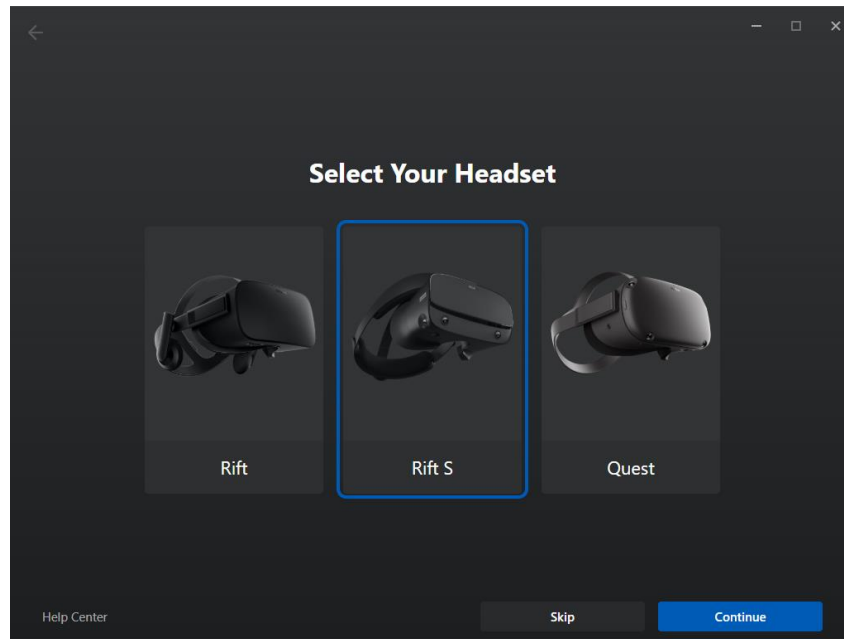 Select Your Headset
Rift
Rift S
Quest
Help Center
Skip
Continue